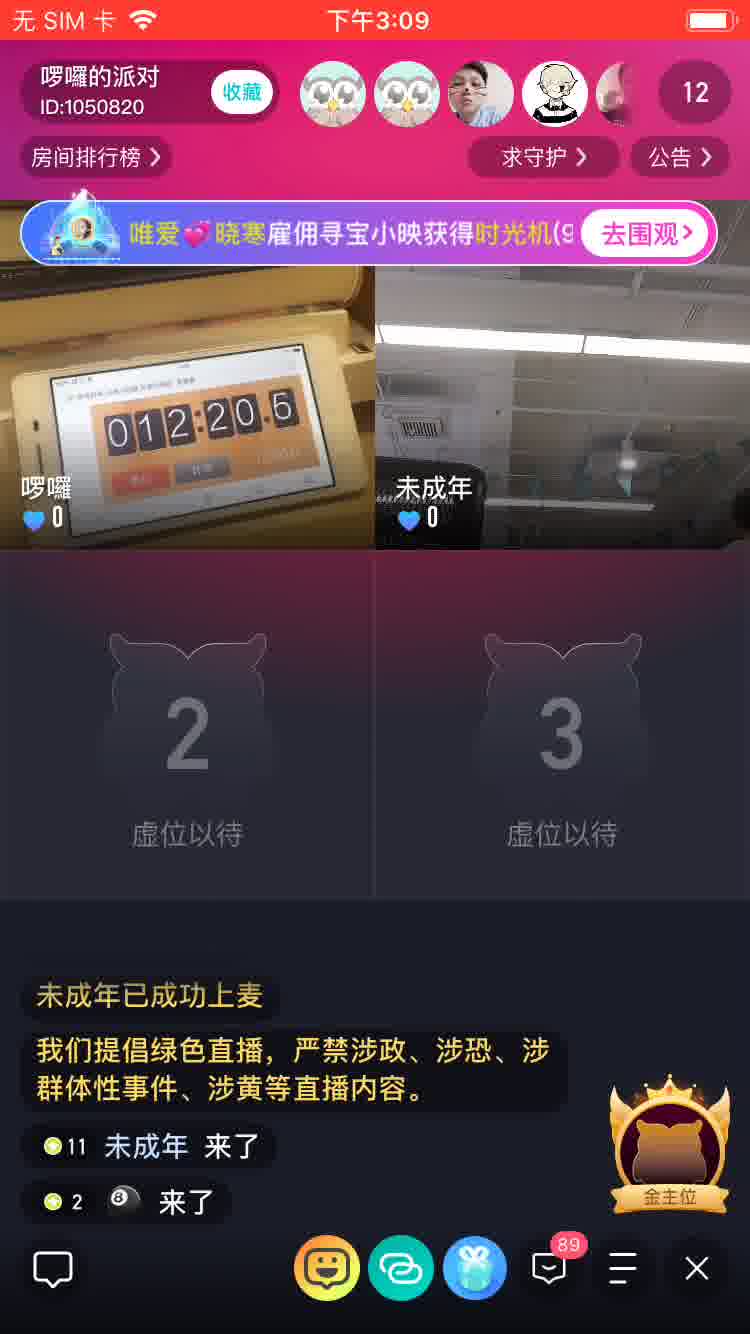 无 SIM 卡
下午3:09
啰囉的派对
ID:1050820
收藏
12
房间排行榜
求守护
公告
唯爱💞晓寒雇佣寻宝小映获得时光机(9
去围观
012:20.5
啰囉
0
未成年
0
2
3
虚位以待
虚位以待
未成年已成功上麦
我们提倡绿色直播，严禁涉政、涉恐、涉
群体性事件、涉黄等直播内容。
11 未成年 来了
2 🎱 来了
金主位
89